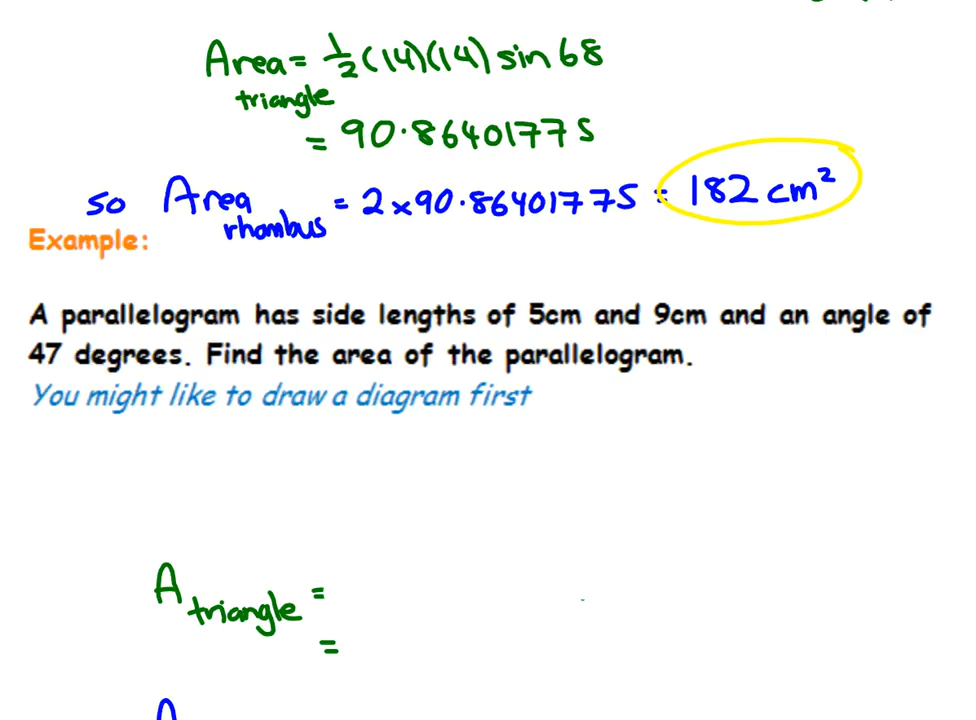 Area = 1/2 (14)(14) sin 68
triangle
= 90.86401775
so Area = 2 x 90.86401775 = 182 cm²
rhombus
Example:
A parallelogram has side lengths of 5cm and 9cm and an angle of
47 degrees. Find the area of the parallelogram.
You might like to draw a diagram first
A triangle =
=
A